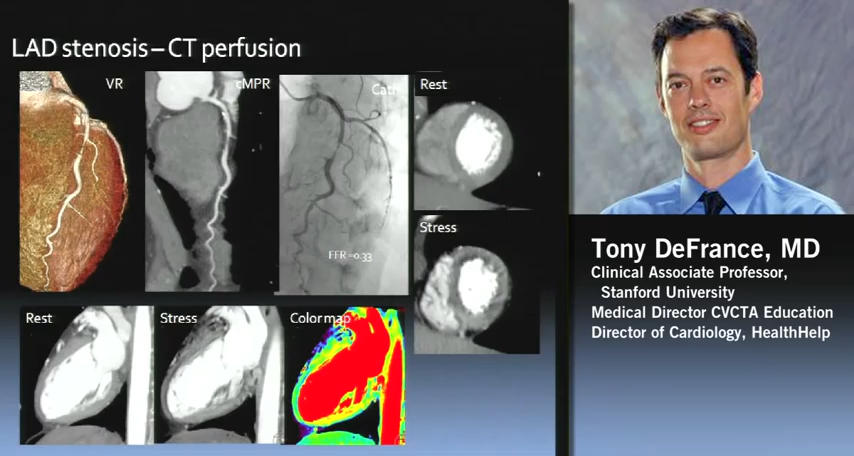 LAD stenosis – CT perfusion
VR
cMPR
Cath
Rest
FFR =0.33
Stress
Rest
Stress
Colormap
Tony DeFrance, MD
Clinical Associate Professor,
Stanford University
Medical Director CVCTA Education
Director of Cardiology, HealthHelp